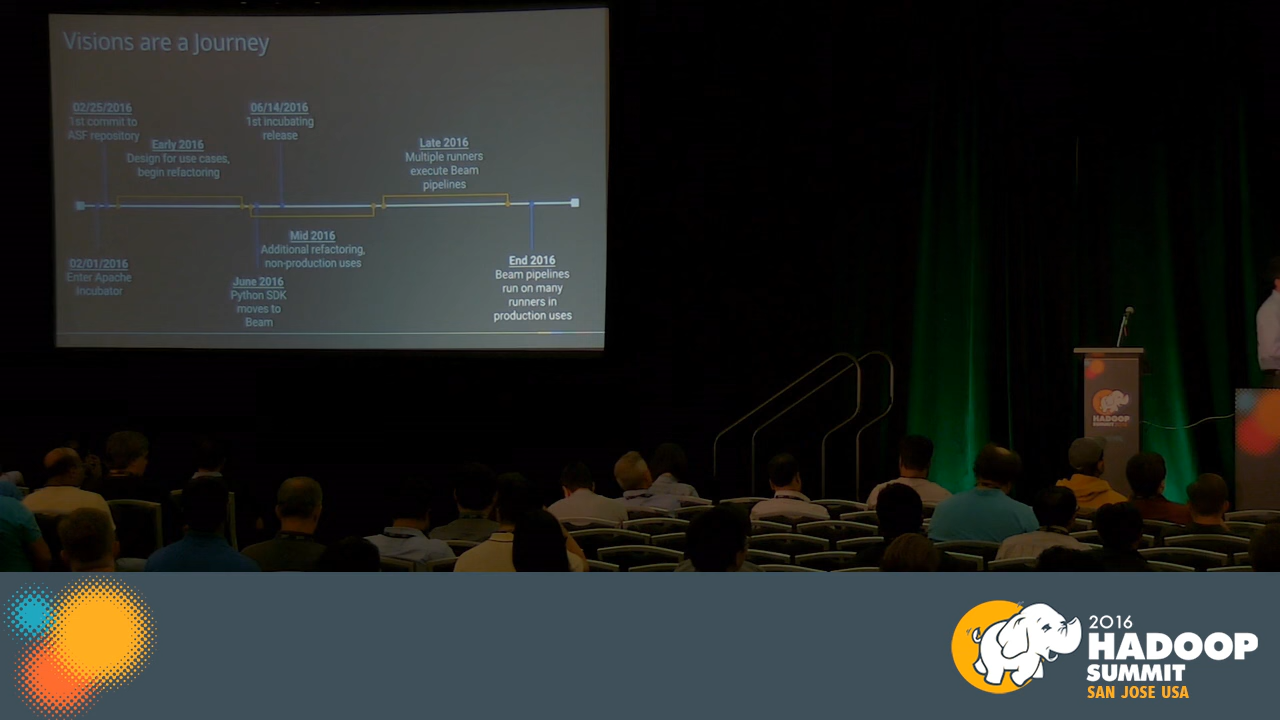 Visions are a Journey
02/25/2016
1st commit to
ASF repository
Early 2016
Design for use cases,
begin refactoring
06/14/2016
1st incubating
release
Late 2016
Multiple runners
execute Beam
pipelines
02/01/2016
Enter Apache
Incubator
Mid 2016
Additional refactoring,
non-production uses
June 2016
Python SDK
moves to
Beam
End 2016
Beam pipelines
run on many
runners in
production uses
HADOOP
SUMMIT
2016
HADOOP
SUMMIT
SAN JOSE USA